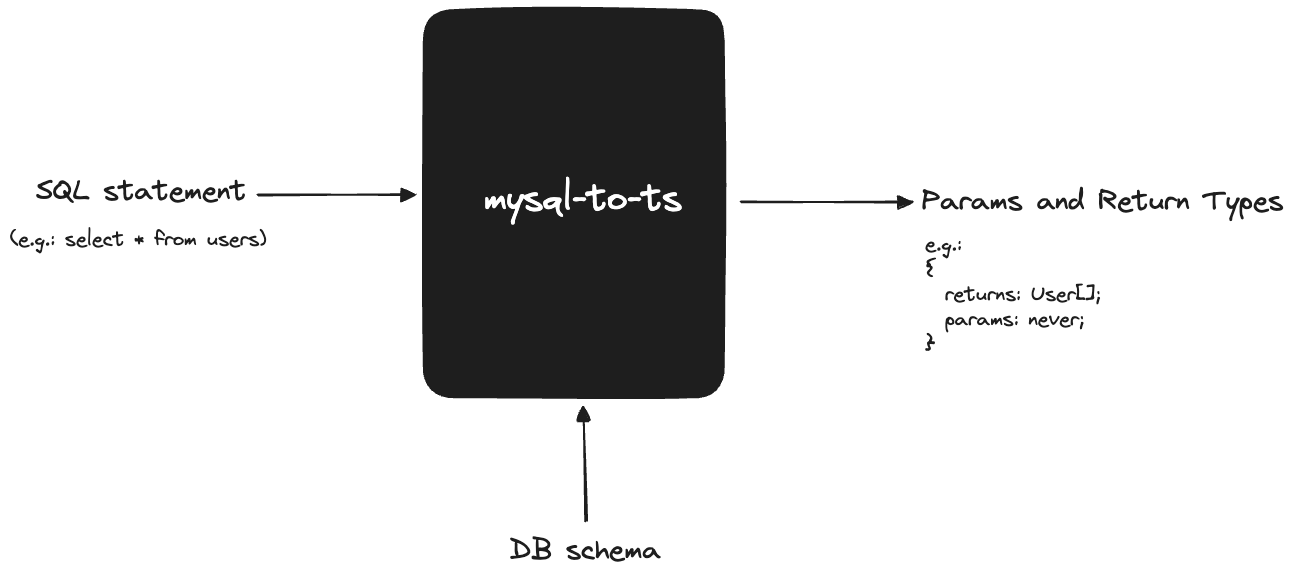 mysql-to-ts
SQL statement
(e.g.: select * from users)
Params and Return Types
e.g.:
{
returns: User[];
params: never;
}
DB schema